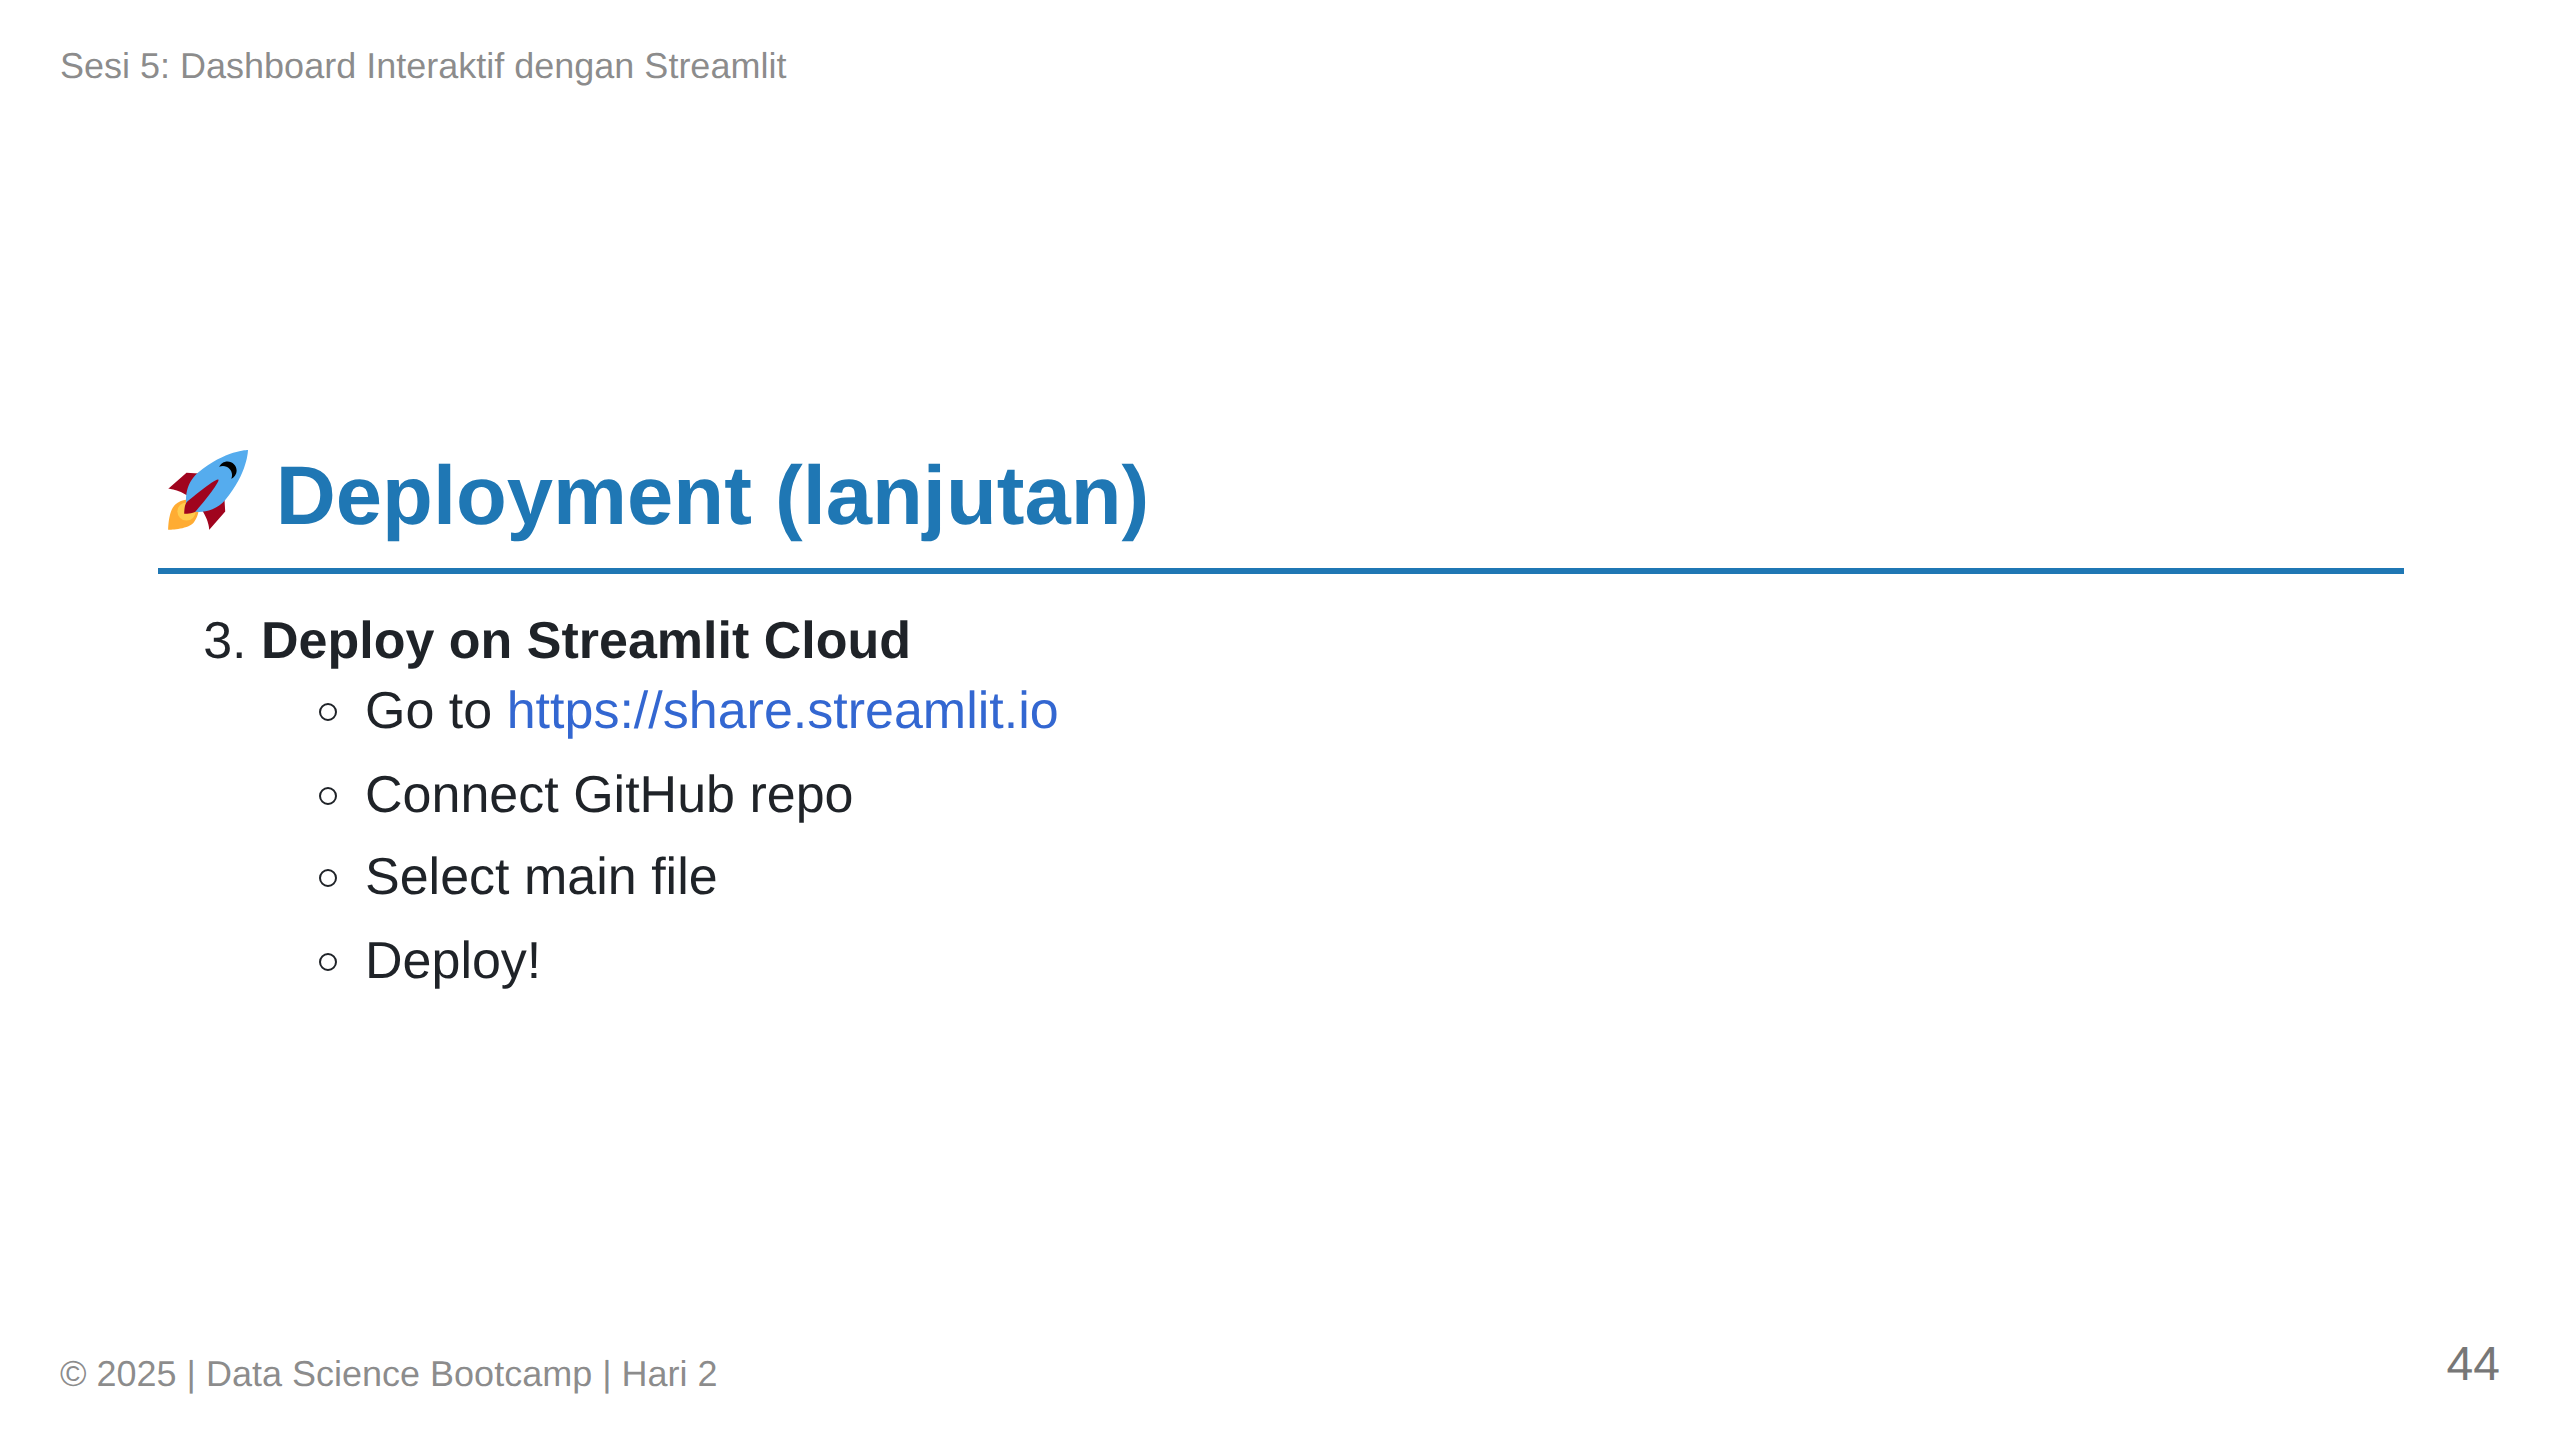 Sesi 5: Dashboard Interaktif dengan Streamlit
🚀 Deployment (lanjutan)
3. Deploy on Streamlit Cloud
○ Go to https://share.streamlit.io
○ Connect GitHub repo
○ Select main file
○ Deploy!
© 2025 | Data Science Bootcamp | Hari 2
44